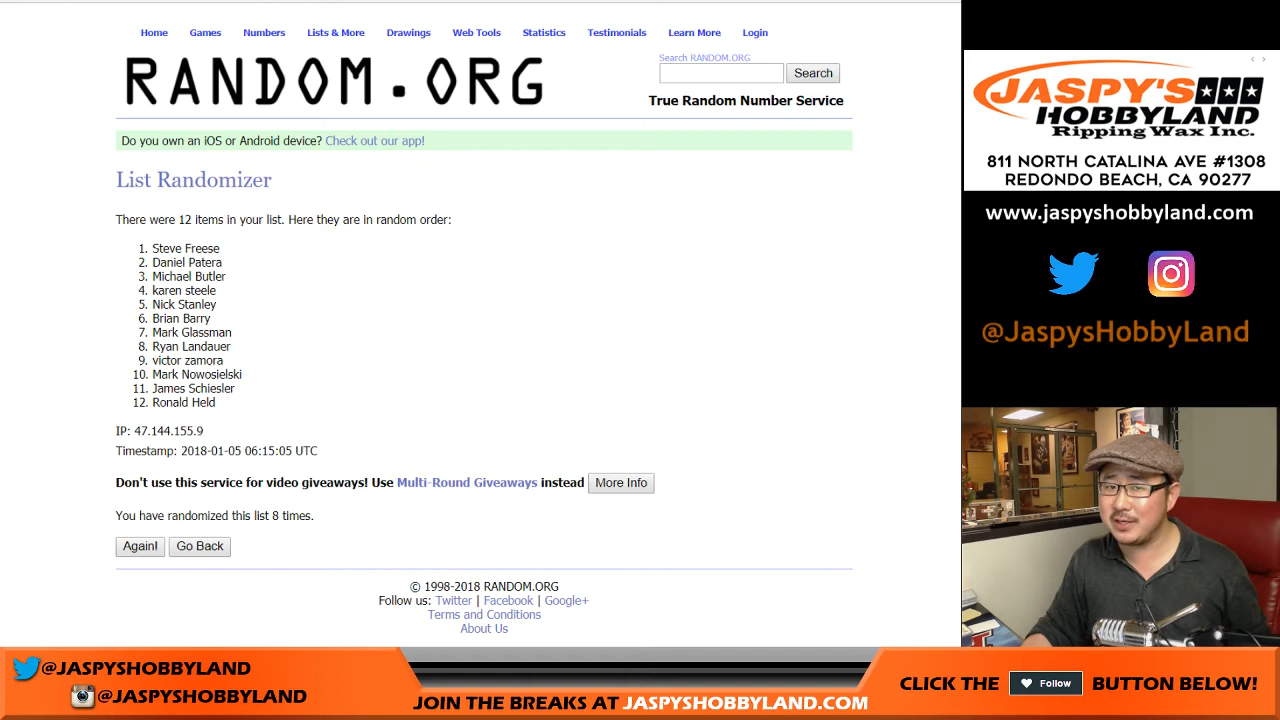 Home Games Numbers Lists & More Drawings Web Tools Statistics Testimonials Learn More Login
RANDOM.ORG
Search RANDOM.ORG
Search
True Random Number Service
Do you own an iOS or Android device? Check out our app!
List Randomizer
There were 12 items in your list. Here they are in random order:
1. Steve Freese
2. Daniel Patera
3. Michael Butler
4. karen steele
5. Nick Stanley
6. Brian Barry
7. Mark Glassman
8. Ryan Landauer
9. victor zamora
10. Mark Nowosielski
11. James Schiesler
12. Ronald Held
IP: 47.144.155.9
Timestamp: 2018-01-05 06:15:05 UTC
Don't use this service for video giveaways! Use Multi-Round Giveaways instead More Info
You have randomized this list 8 times.
Again! Go Back
© 1998-2018 RANDOM.ORG
Follow us: Twitter | Facebook | Google+
Terms and Conditions
About Us
JASPY'S
HOBBYLAND
Ripping Wax Inc.
811 NORTH CATALINA AVE #1308
REDONDO BEACH, CA 90277
www.jaspyshobbyland.com
@JaspysHobbyLand
@JASPYSHOBBYLAND
@JASPYSHOBBYLAND
JOIN THE BREAKS AT JASPYSHOBBYLAND.COM
CLICK THE Follow BUTTON BELOW!